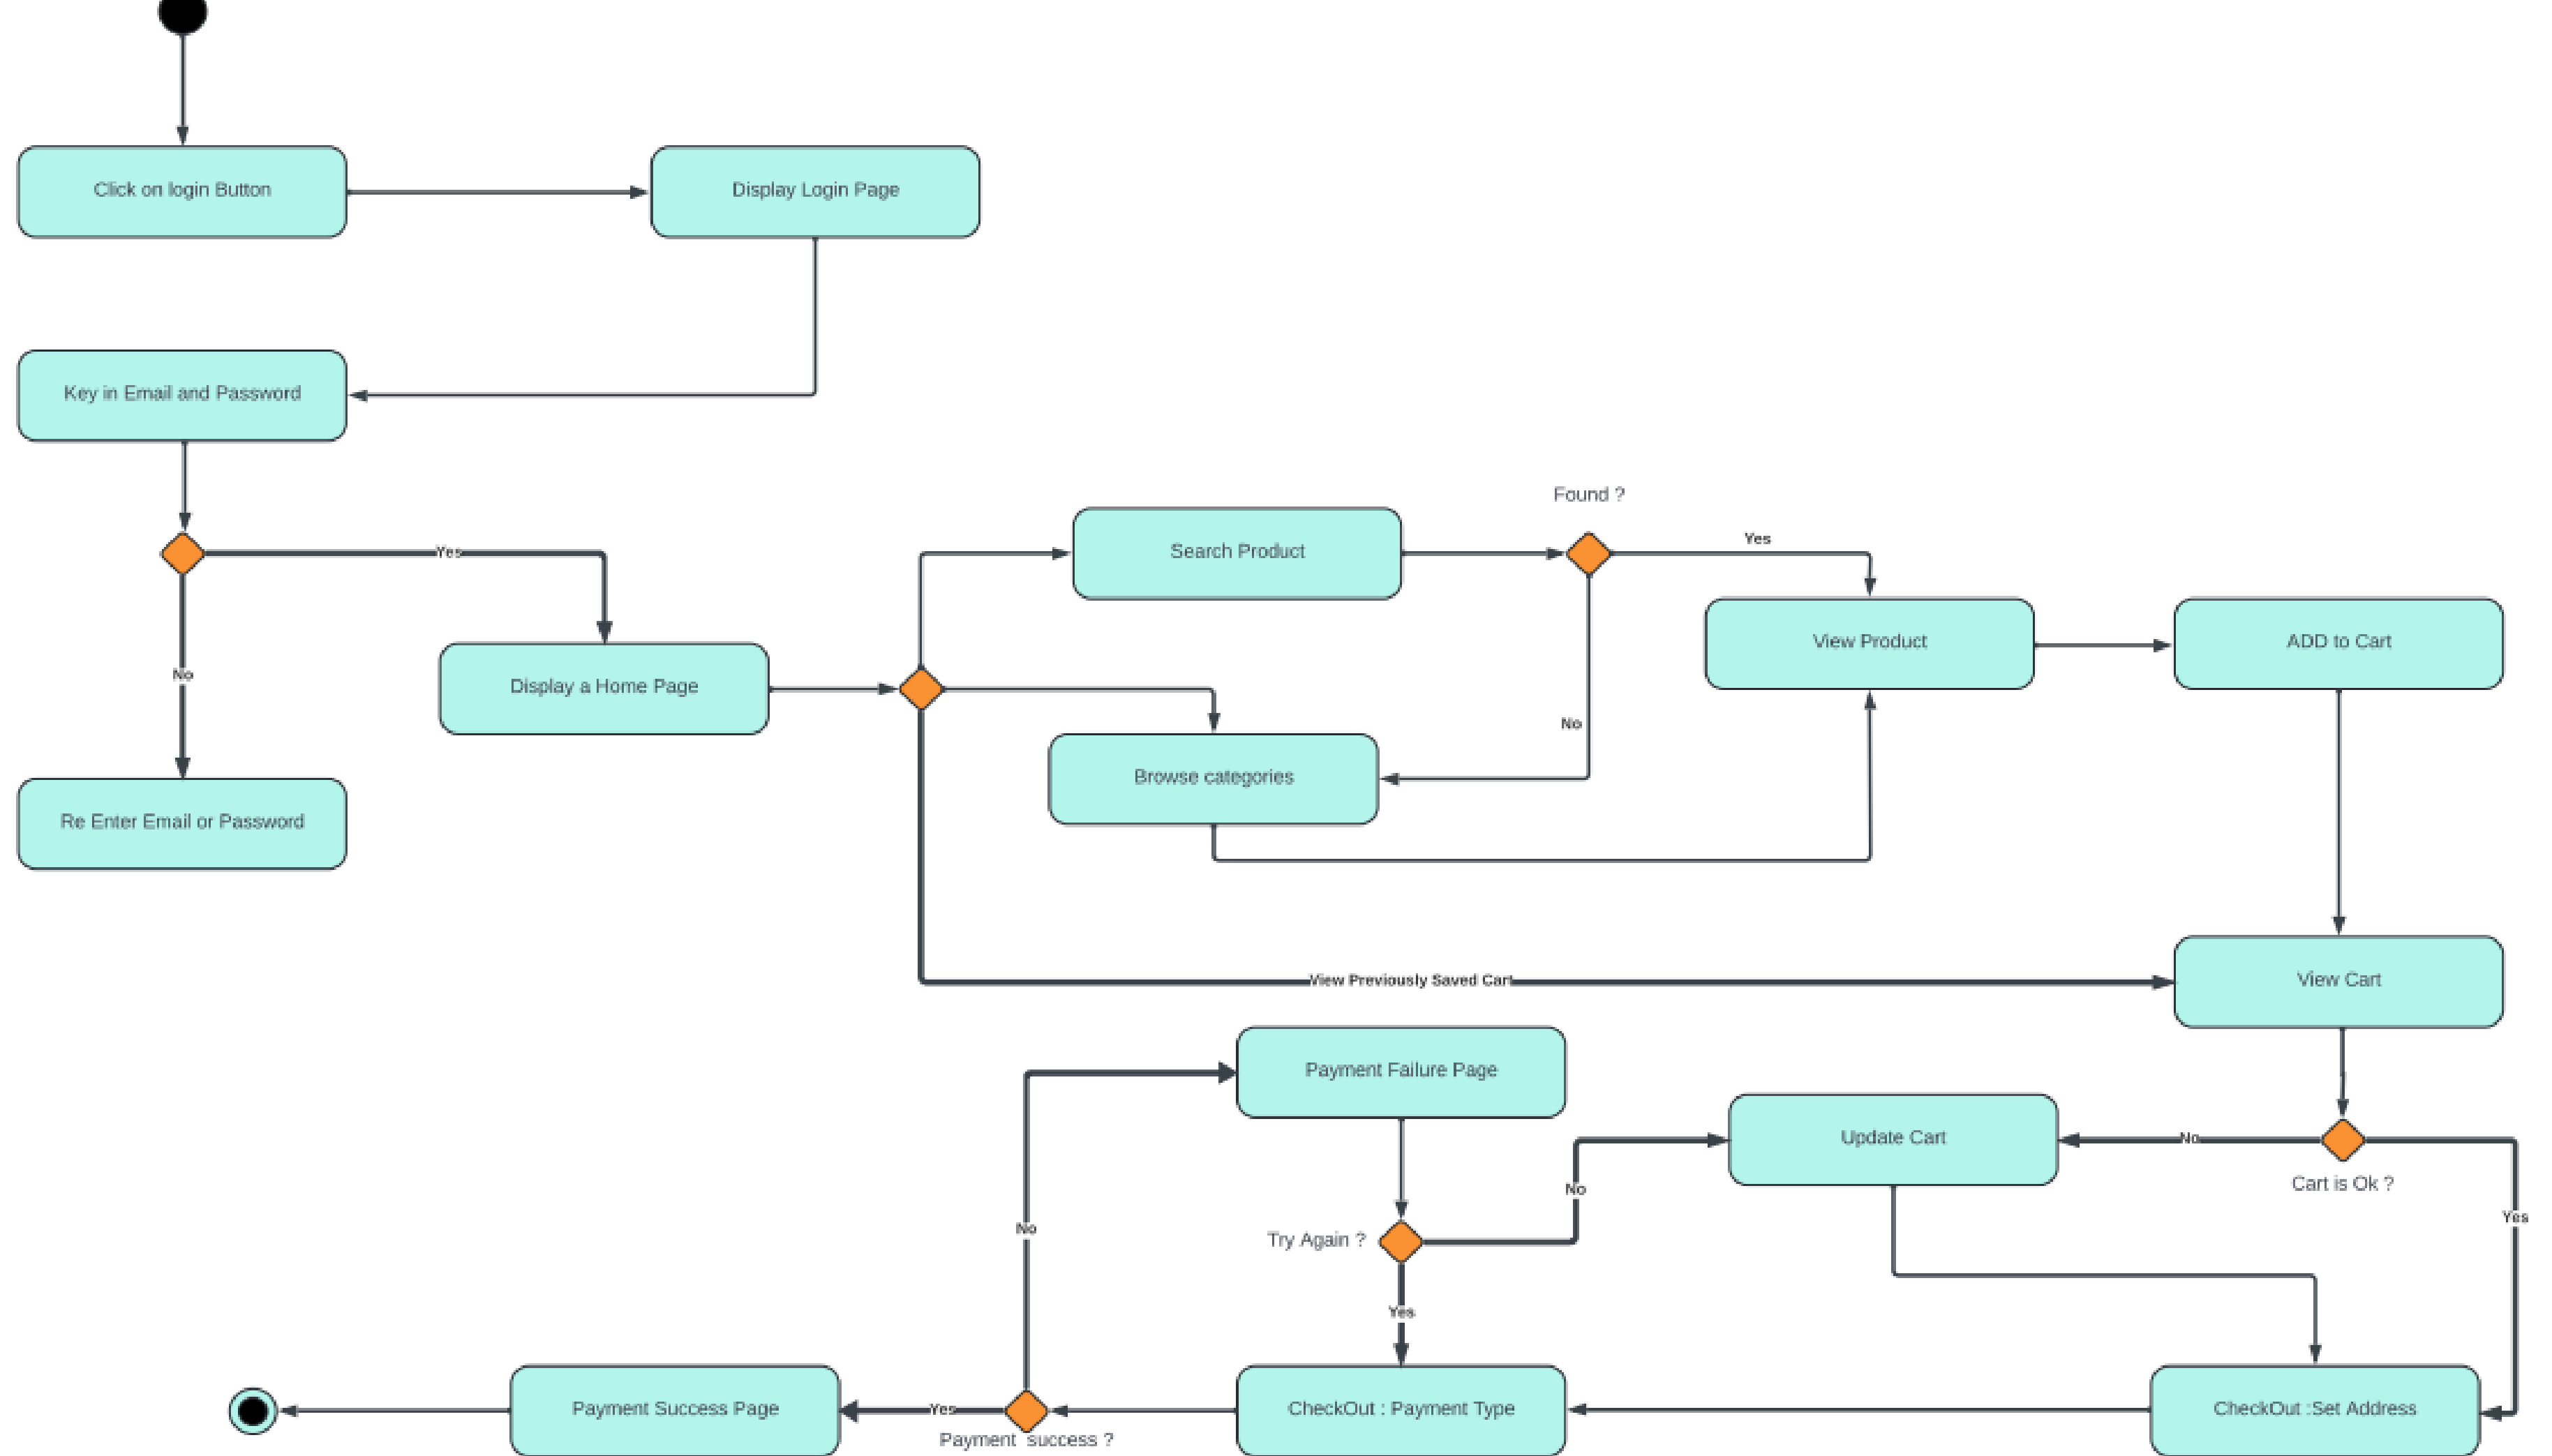 Click on login Button
Display Login Page
Key in Email and Password
Found ?
Yes
Search Product
Yes
View Product
ADD to Cart
No
Display a Home Page
No
Browse categories
Re Enter Email or Password
View Previously Saved Cart
View Cart
Payment Failure Page
Update Cart
No
Cart is Ok ?
No
Yes
No
Try Again ?
Yes
Payment Success Page
Yes
Payment success ?
CheckOut : Payment Type
CheckOut :Set Address